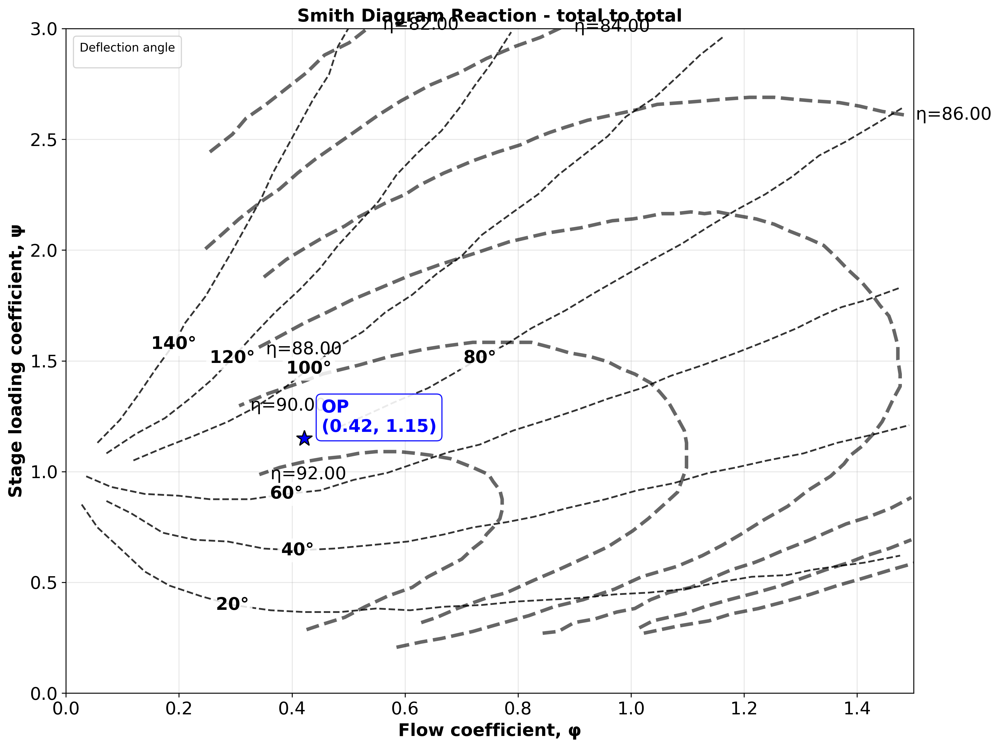 Smith Diagram Reaction - total to total
η=82.00
η=84.00
3.0
Deflection angle
η=86.00
2.5
2.0
140°
η=88.00
120°
80°
100°
1.5
η=90.00
OP
(0.42, 1.15)
η=92.00
1.0
60°
40°
0.5
20°
0.0
0.0 0.2 0.4 0.6 0.8 1.0 1.2 1.4
Flow coefficient, φ
Stage loading coefficient, ψ